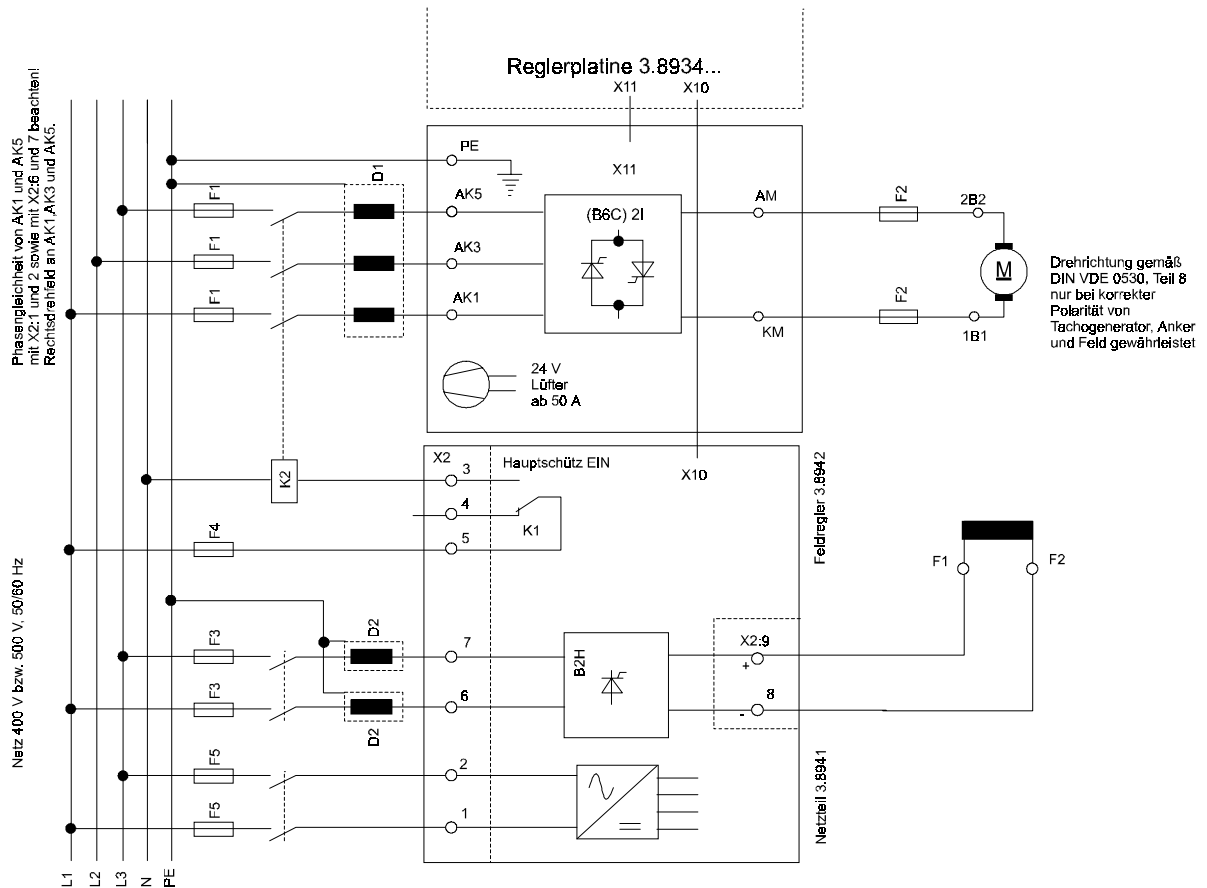 Reglerplatine 3.8934...
X11
X10
Phasengleichheit von AK1 und AK5
mit X2:1 und 2 sowie mit X2:6 und 7 beachten!
Rechtsdrehfeld an AK1,AK3 und AK5.
PE
X11
D1
F1
AK5
(B6C) 2I
AM
F2
2B2
F1
AK3
M
Drehrichtung gemäß
DIN VDE 0530, Teil 8
nur bei korrekter
Polarität von
Tachogenerator, Anker
und Feld gewährleistet
F1
AK1
F2
KM
1B1
24 V
Lüfter
ab 50 A
X2
Hauptschütz EIN
X10
Feldregler 3.8942
K2
3
4
K1
F4
5
F1
F2
Netz 400 V bzw. 500 V, 50/60 Hz
F3
D2
7
B2H
X2:9
+
F3
D2
6
8
-
F5
2
Netzteil 3.8941
F5
1
L1
L2
L3
N
PE